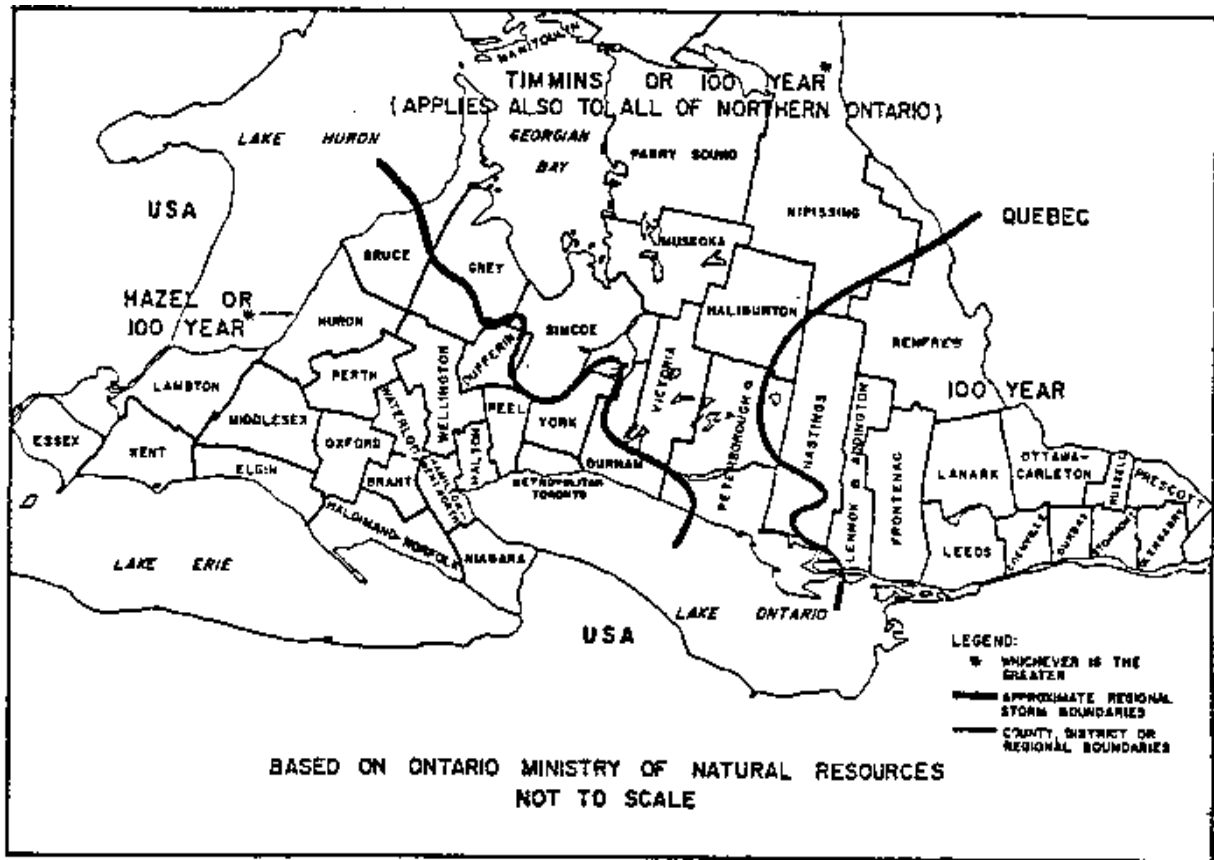 MANITOULIN
TIMMINS OR 100 YEAR*
(APPLIES ALSO TO ALL OF NORTHERN ONTARIO)
LAKE HURON
GEORGIAN
BAY
PARRY SOUND
USA
NIPISSING
QUEBEC
MUSKOKA
BRUCE
GREY
HAZEL OR
100 YEAR*
HURON
SIMCOE
HALIBURTON
DUFFERIN
RENFREW
VICTORIA
WELLINGTON
PERTH
LAMBTON
100 YEAR
PEEL
YORK
MIDDLESEX
WATERLOO
PETERBOROUGH &
HASTINGS
LENNOX & ADDINGTON
ESSEX
KENT
OXFORD
HALTON
DURHAM
FRONTENAC
LANARK
OTTAWA-
CARLETON
RUSSELL
PRESCOTT
ELGIN
BRANT
HAMILTON-
WENTWORTH
METROPOLITAN
TORONTO
HALDIMAND-NORFOLK
NIAGARA
LEEDS
GRENVILLE
DUNDAS
STORMONT
LAKE ERIE
LAKE ONTARIO
USA
LEGEND:
* WHICHEVER IS THE
GREATER
APPROXIMATE REGIONAL
STORM BOUNDARIES
COUNTY, DISTRICT OR
REGIONAL BOUNDARIES
BASED ON ONTARIO MINISTRY OF NATURAL RESOURCES
NOT TO SCALE